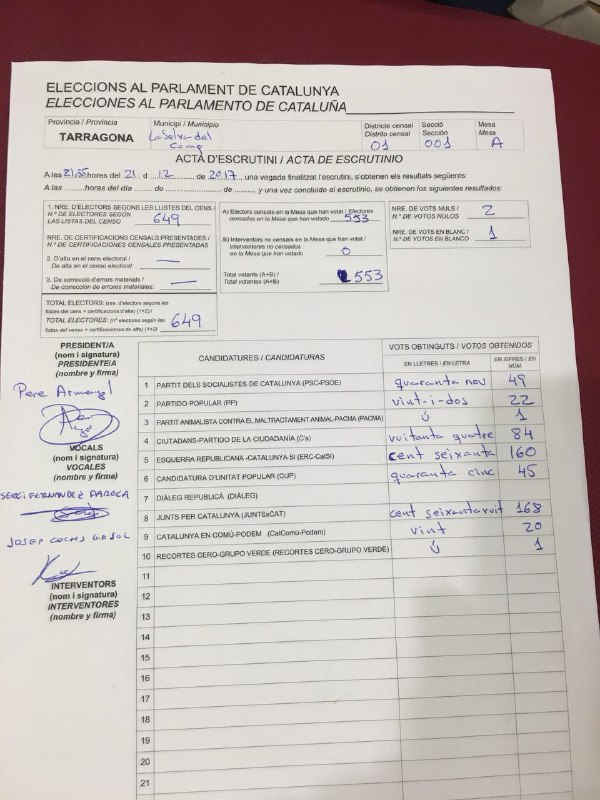 ELECCIONS AL PARLAMENT DE CATALUNYA
ELECCIONES AL PARLAMENTO DE CATALUÑA
Província / Provincia
TARRAGONA
Municipi / Municipio
La Selva del Camp
Districte censal
Distrito censal
01
Secció
Sección
001
Mesa
Mesa
A
ACTA D'ESCRUTINI / ACTA DE ESCRUTINIO
A les 21,35 hores del 21 d 12 de 2017, una vegada finalitzat l'escrutini, s'obtenen els resultats següents:
A las ........ horas del día ........ de ........ de ........, y una vez concluido el escrutinio, se obtienen los siguientes resultados:
1. NRE. D'ELECTORS SEGONS LES LLISTES DEL CENS /
N.º DE ELECTORES SEGÚN
LAS LISTAS DEL CENSO
649
NRE. DE CERTIFICACIONS CENSALS PRESENTADES /
N.º DE CERTIFICACIONES CENSALES PRESENTADAS
2. D'alta en el cens electoral /
De alta en el censo electoral:
—
3. De correcció d'errors materials /
De corrección de errores materiales:
—
TOTAL ELECTORS: (nre. d'electors segons les
llistes del cens + certificacions d'alta) (1+2) /
TOTAL ELECTORES: (nº electores según las
listas del censo + certificaciones de alta) (1+2)
649
A) Electors censats en la Mesa que han votat / Electores
censados en la Mesa que han votado
553
B) Interventors no censats en la Mesa que han votat /
Interventores no censados
en la Mesa que han votado
0
Total votants (A+B) /
Total votantes (A+B)
553
NRE. DE VOTS NULS /
N.º DE VOTOS NULOS
2
NRE. DE VOTS EN BLANC /
N.º DE VOTOS EN BLANCO
1
PRESIDENT/A
(nom i signatura)
PRESIDENTE/A
(nombre y firma)
Pere
VOCALS
(nom i signatura)
VOCALES
(nombre y firma)
SERGI FERNANDEZ
JOSEP
INTERVENTORS
(nom i signatura)
INTERVENTORES
(nombre y firma)
CANDIDATURES / CANDIDATURAS
VOTS OBTINGUTS / VOTOS OBTENIDOS
EN LLETRES / EN LETRA
EN XIFRES / EN NÚM.
1 PARTIT DELS SOCIALISTES DE CATALUNYA (PSC-PSOE) quaranta nou 49
2 PARTIDO POPULAR (PP) vint-i-dos 22
3 PARTIT ANIMALISTA CONTRA EL MALTRACTAMENT ANIMAL-PACMA (PACMA) ú 1
4 CIUTADANS-PARTIDO DE LA CIUDADANÍA (C's) vuitanta quatre 84
5 ESQUERRA REPUBLICANA -CATALUNYA SÍ (ERC-CatSí) cent seixanta 160
6 CANDIDATURA D'UNITAT POPULAR (CUP) quaranta cinc 45
7 DIÀLEG REPUBLICÀ (DIÀLEG)
8 JUNTS PER CATALUNYA (JUNTSxCAT) cent seixanta vuit 168
9 CATALUNYA EN COMÚ-PODEM (CatComú-Podem) vint 20
10 RECORTES CERO-GRUPO VERDE (RECORTES CERO-GRUPO VERDE) ú 1
11
12
13
14
15
16
17
18
19
20
21